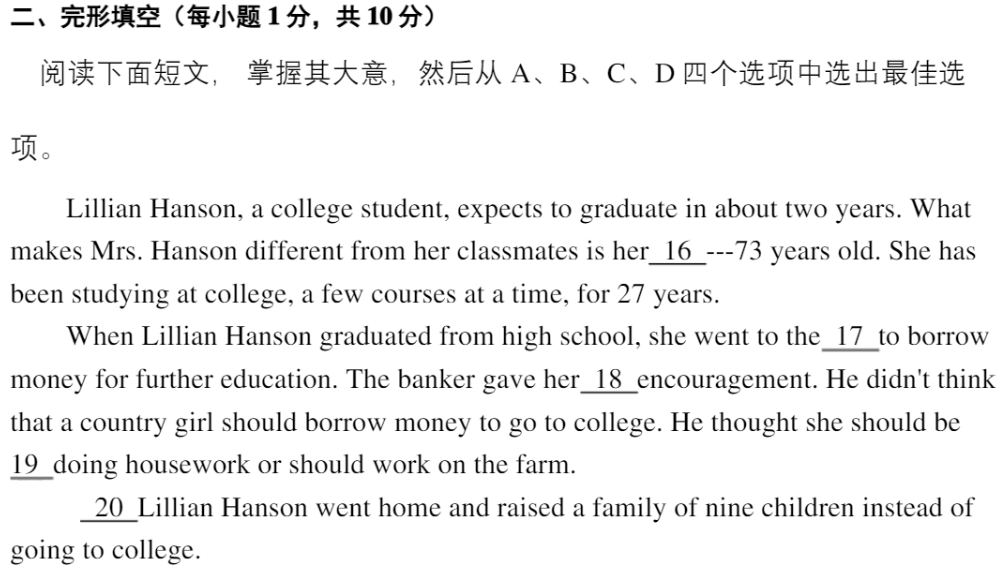 二、完形填空（每小题 1 分，共 10 分）
阅读下面短文， 掌握其大意，然后从 A、B、C、D 四个选项中选出最佳选
项。
Lillian Hanson, a college student, expects to graduate in about two years. What
makes Mrs. Hanson different from her classmates is her 16 ---73 years old. She has
been studying at college, a few courses at a time, for 27 years.
When Lillian Hanson graduated from high school, she went to the 17 to borrow
money for further education. The banker gave her 18 encouragement. He didn't think
that a country girl should borrow money to go to college. He thought she should be
19 doing housework or should work on the farm.
20 Lillian Hanson went home and raised a family of nine children instead of
going to college.